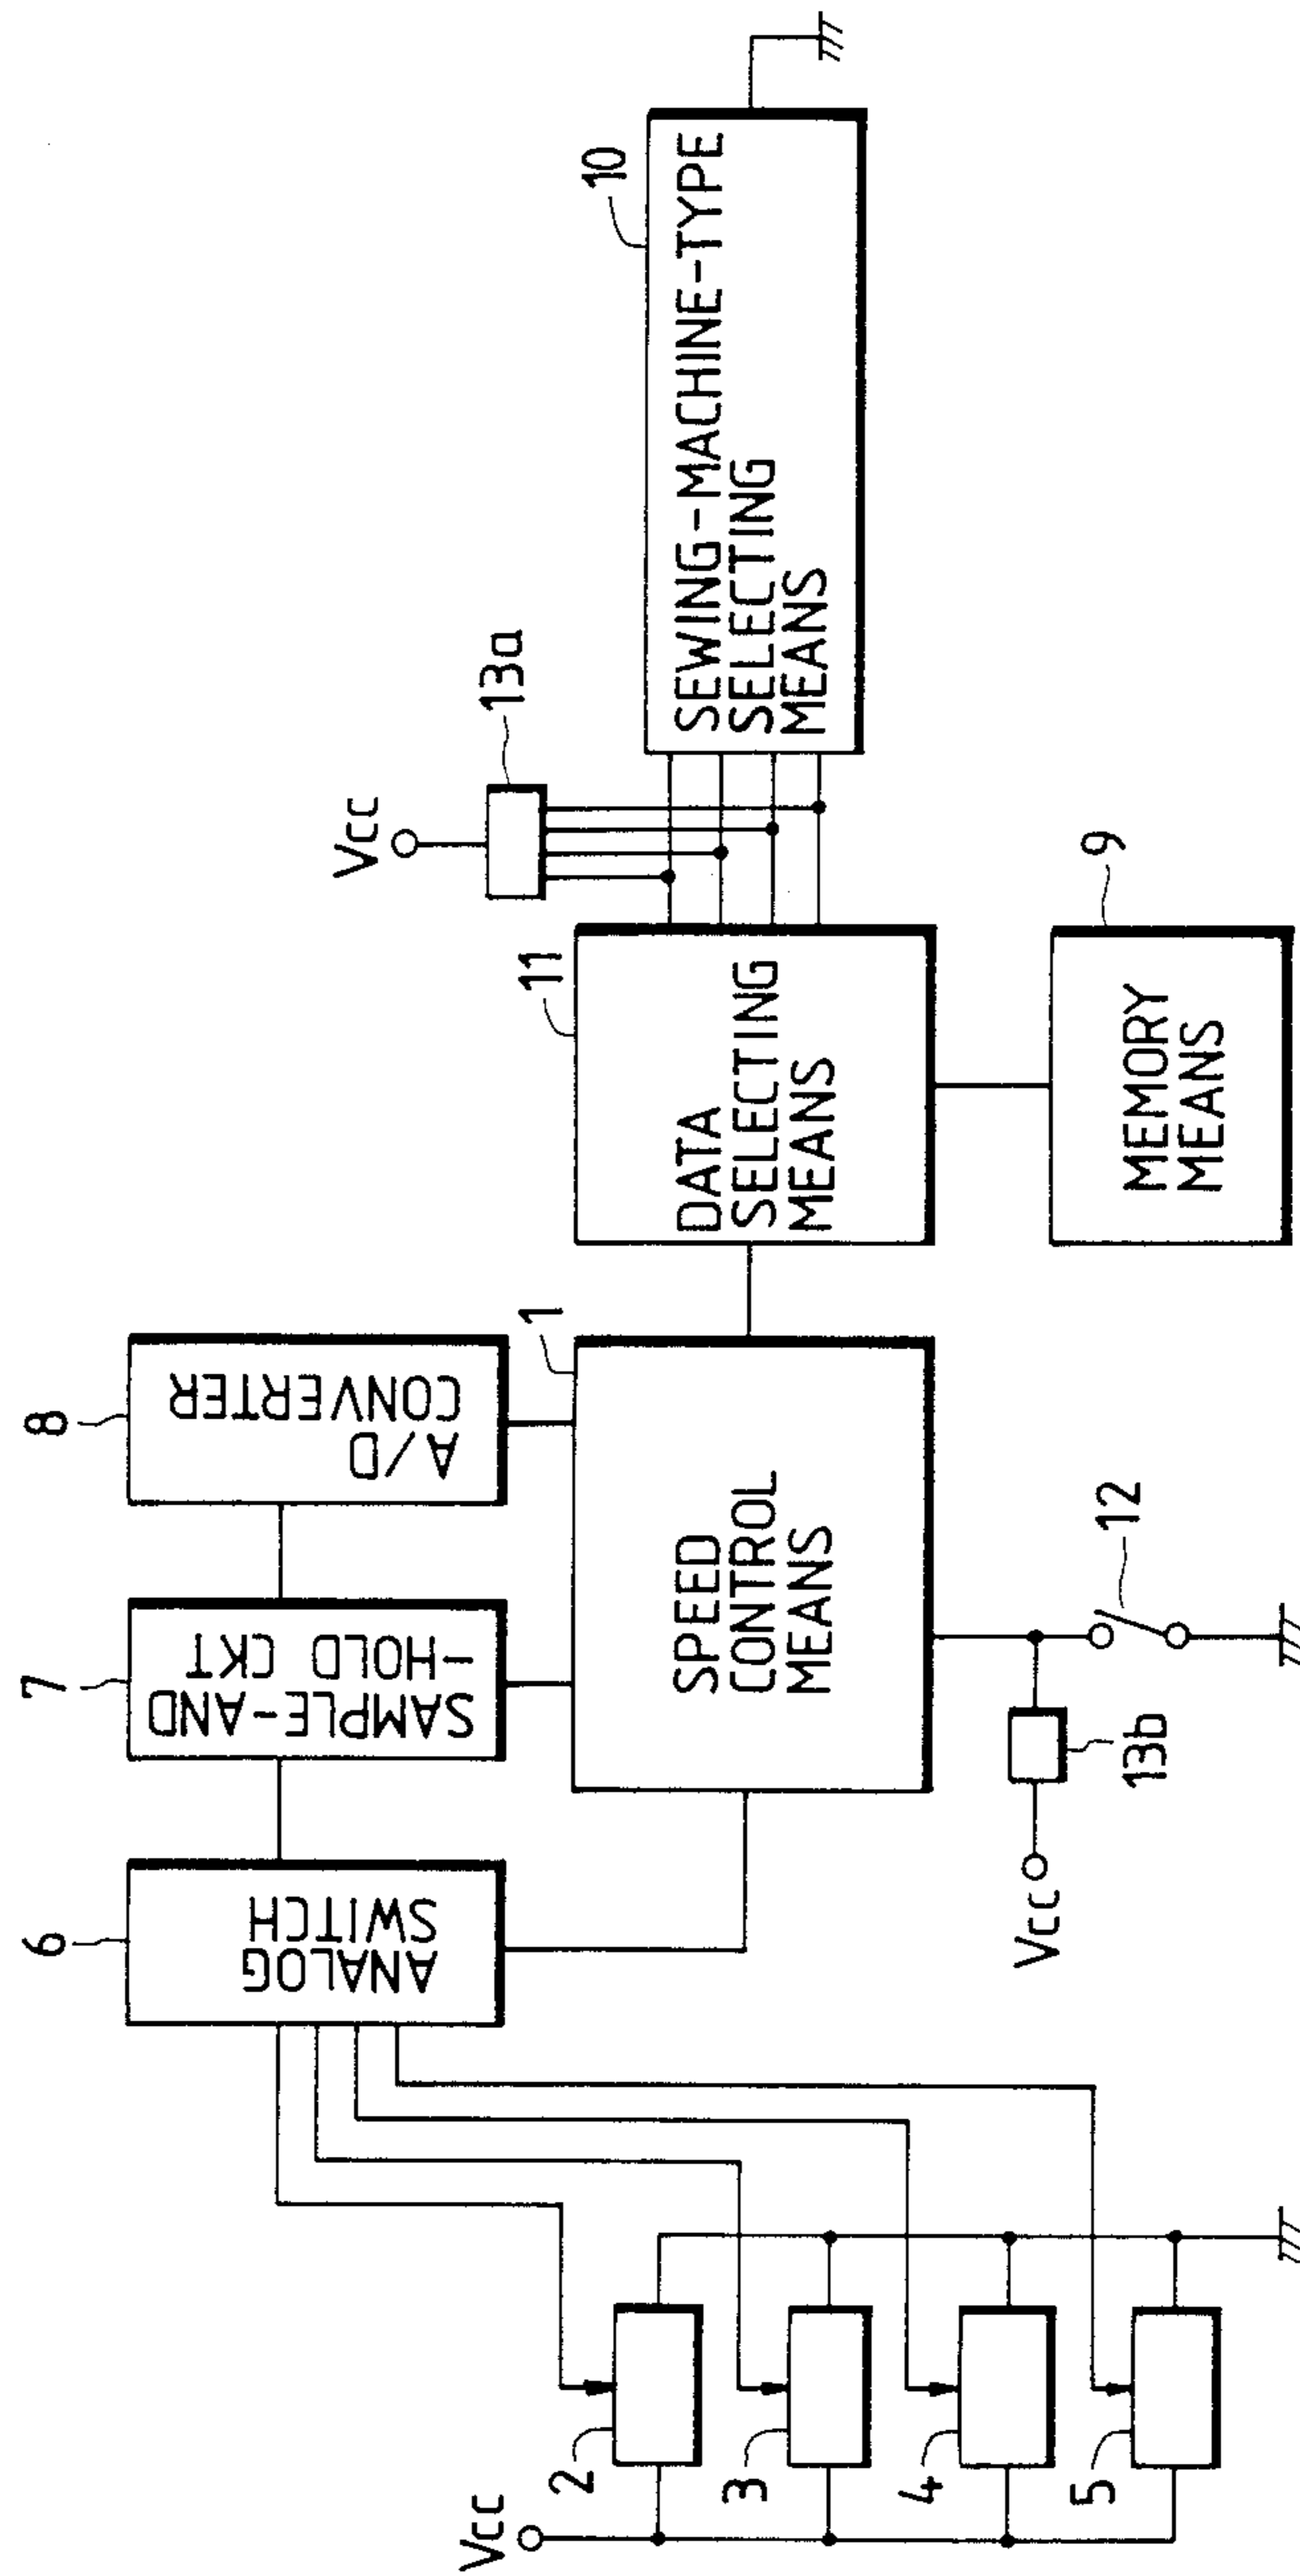 6
ANALOG
SWITCH
7
SAMPLE-AND
-HOLD CKT
8
A/D
CONVERTER
1
SPEED
CONTROL
MEANS
11
DATA
SELECTING
MEANS
Vcc
13a
10
SEWING-MACHINE-TYPE
SELECTING
MEANS
9
MEMORY
MEANS
Vcc
2
3
4
5
Vcc
13b
12